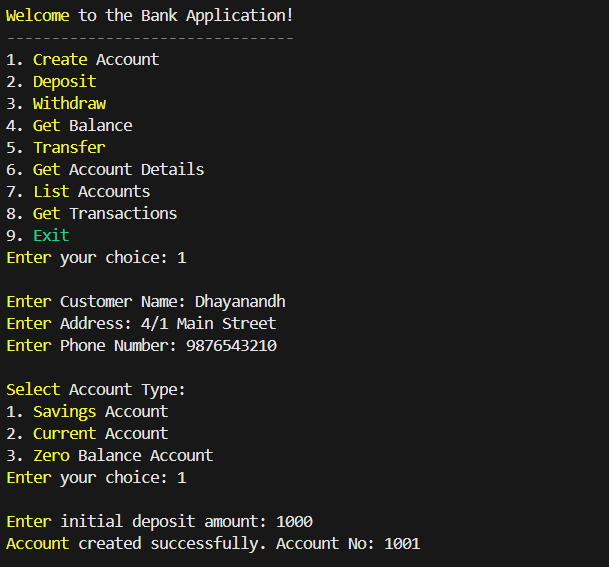 Welcome to the Bank Application!
--------------------------------
1. Create Account
2. Deposit
3. Withdraw
4. Get Balance
5. Transfer
6. Get Account Details
7. List Accounts
8. Get Transactions
9. Exit
Enter your choice: 1
Enter Customer Name: Dhayanandh
Enter Address: 4/1 Main Street
Enter Phone Number: 9876543210
Select Account Type:
1. Savings Account
2. Current Account
3. Zero Balance Account
Enter your choice: 1
Enter initial deposit amount: 1000
Account created successfully. Account No: 1001